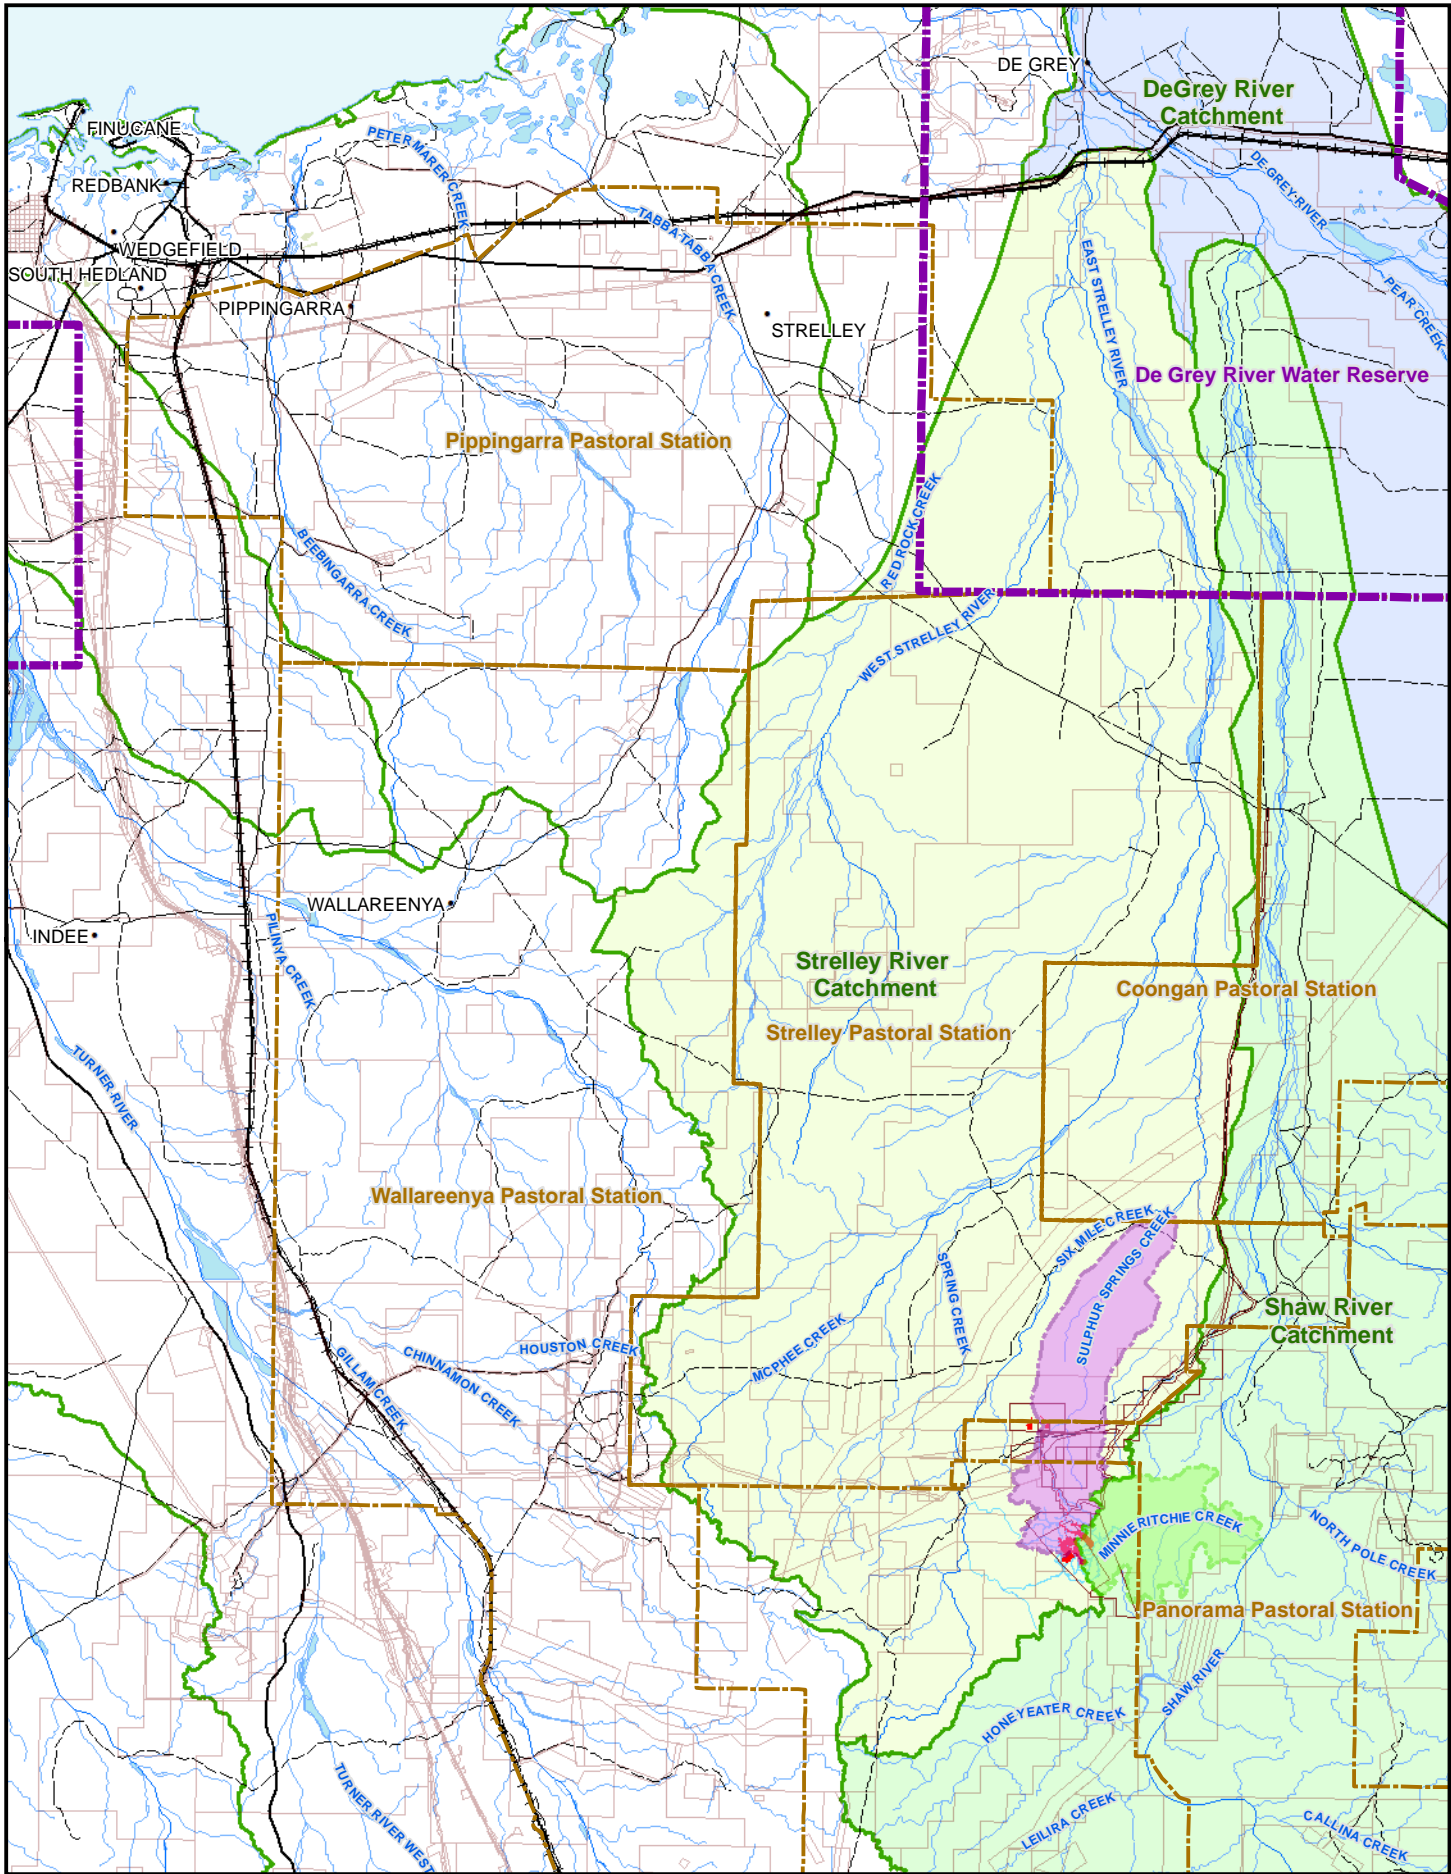 DE GREY
DeGrey River
Catchment
FINUCANE
PETER MARER CREEK
REDBANK
DE GREY RIVER
TABBA TABBA CREEK
WEDGEFIELD
EAST STRELLEY RIVER
SOUTH HEDLAND
PEAR CREEK
PIPPINGARRA
STRELLEY
De Grey River Water Reserve
Pippingarra Pastoral Station
RED ROCK CREEK
BEEBINGARRA CREEK
WEST STRELLEY RIVER
WALLAREENYA
INDEE
PILINYA CREEK
Strelley River
Catchment
Coongan Pastoral Station
Strelley Pastoral Station
TURNER RIVER
Wallareenya Pastoral Station
SIX MILE CREEK
SULPHUR SPRINGS CREEK
SPRING CREEK
Shaw River
Catchment
MCPHEE CREEK
HOUSTON CREEK
CHINNAMON CREEK
GILLAM CREEK
MINNIE RITCHIE CREEK
NORTH POLE CREEK
Panorama Pastoral Station
SHAW RIVER
HONEYEATER CREEK
TURNER RIVER WEST
LEILIRA CREEK
CALLINA CREEK